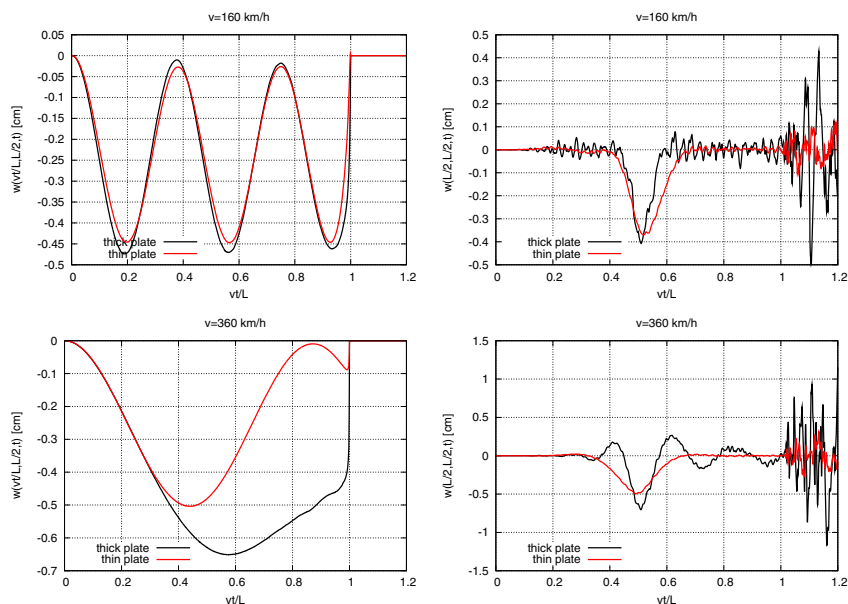 v=160 km/h
w(vt/L,L/2,t) [cm]
0.05
0
-0.05
-0.1
-0.15
-0.2
-0.25
-0.3
-0.35
-0.4
-0.45
-0.5
thick plate
thin plate
0 0.2 0.4 0.6 0.8 1 1.2
vt/L
v=160 km/h
w(L/2,L/2,t) [cm]
0.5
0.4
0.3
0.2
0.1
0
-0.1
-0.2
-0.3
-0.4
-0.5
thick plate
thin plate
0 0.2 0.4 0.6 0.8 1 1.2
vt/L
v=360 km/h
w(vt/L,L/2,t) [cm]
0
-0.1
-0.2
-0.3
-0.4
-0.5
-0.6
-0.7
thick plate
thin plate
0 0.2 0.4 0.6 0.8 1 1.2
vt/L
v=360 km/h
w(L/2,L/2,t) [cm]
1.5
1
0.5
0
-0.5
-1
-1.5
thick plate
thin plate
0 0.2 0.4 0.6 0.8 1 1.2
vt/L